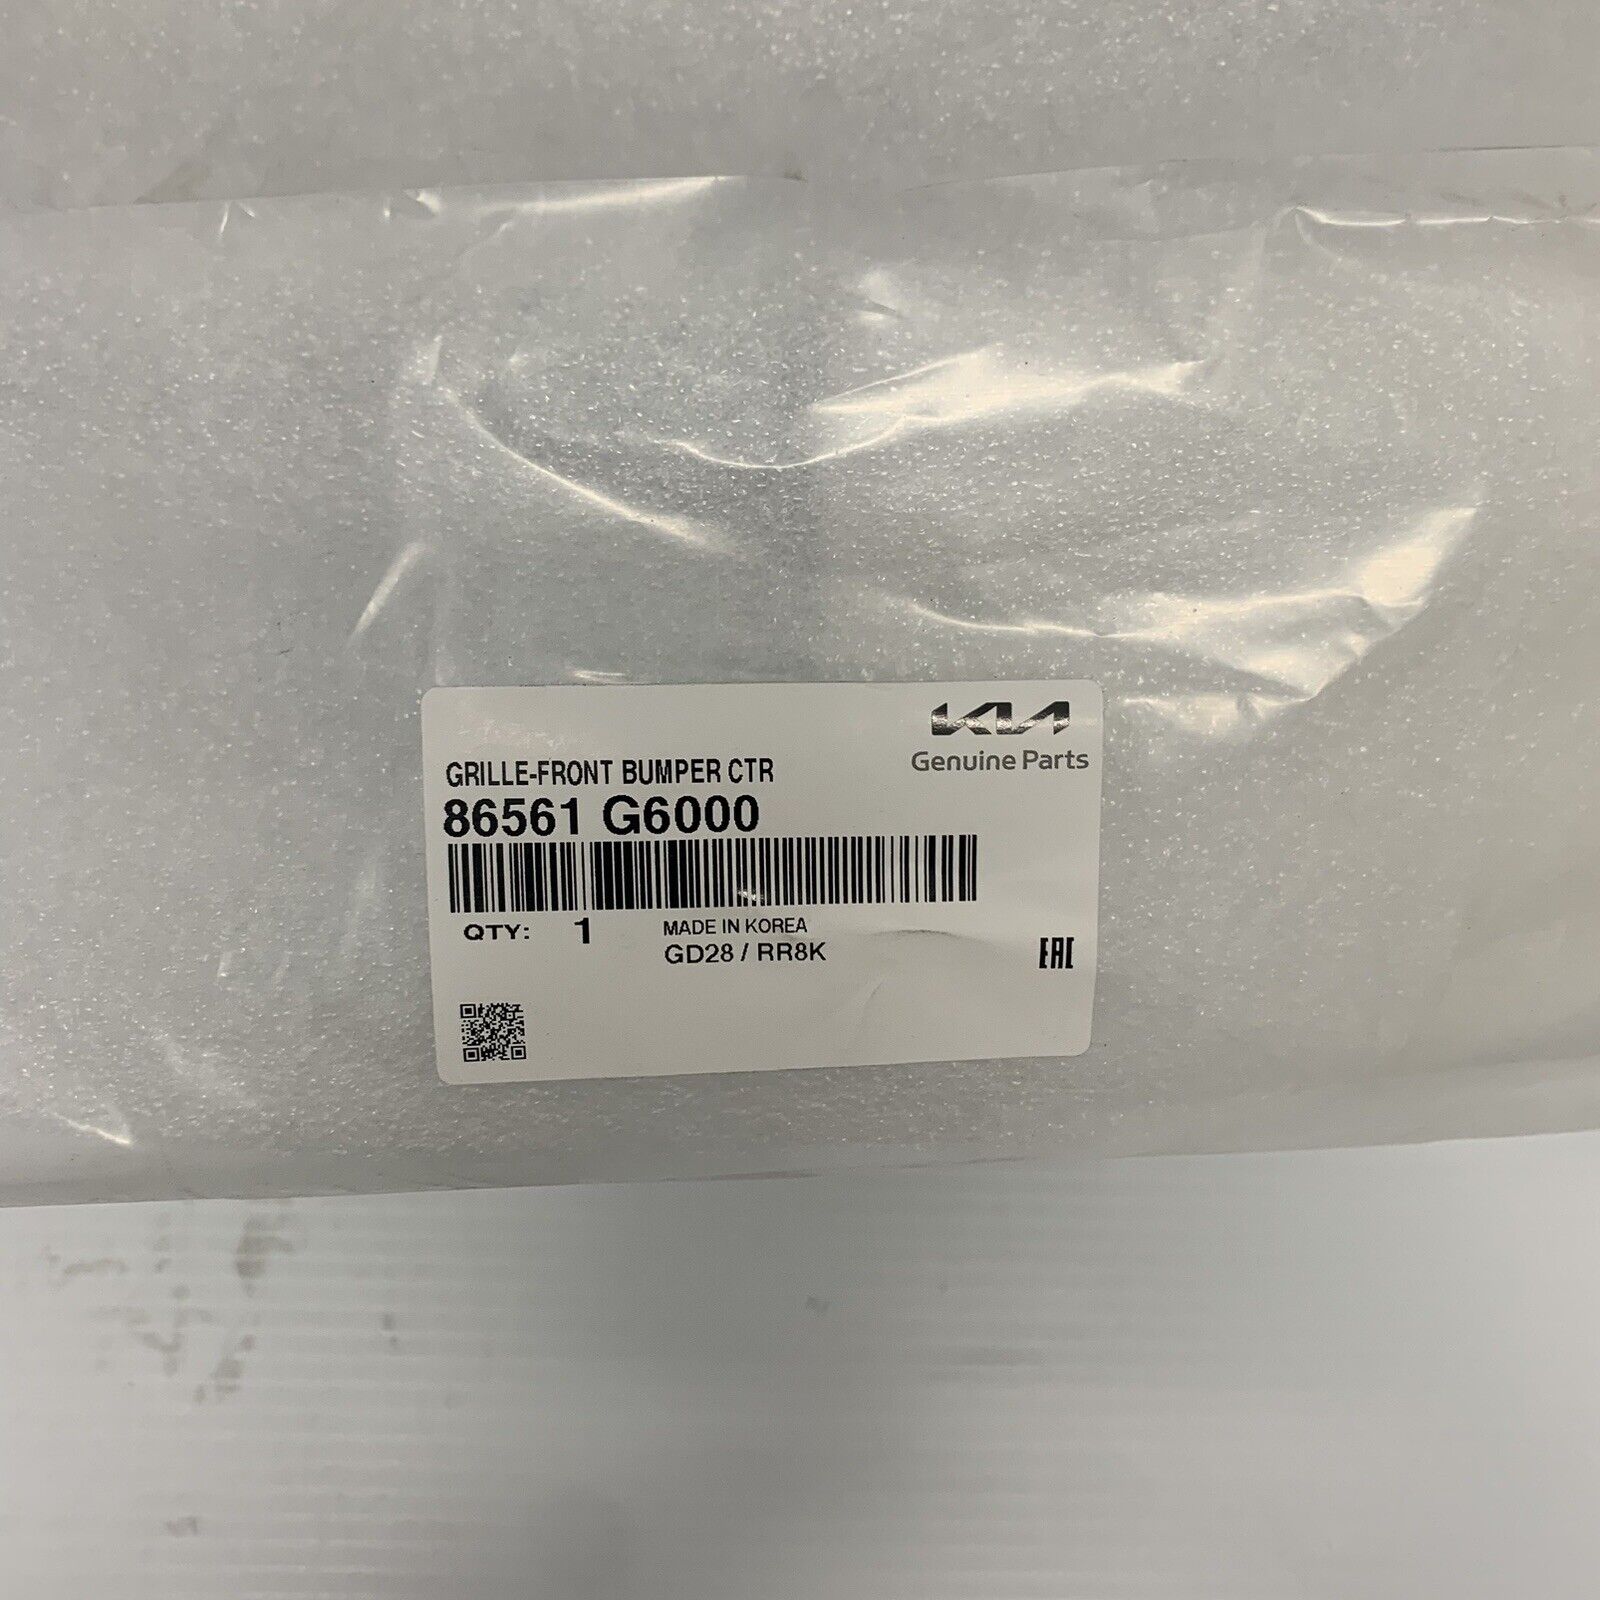 KIA
Genuine Parts
GRILLE-FRONT BUMPER CTR
86561 G6000
QTY: 1
MADE IN KOREA
GD28 / RR8K
EAC